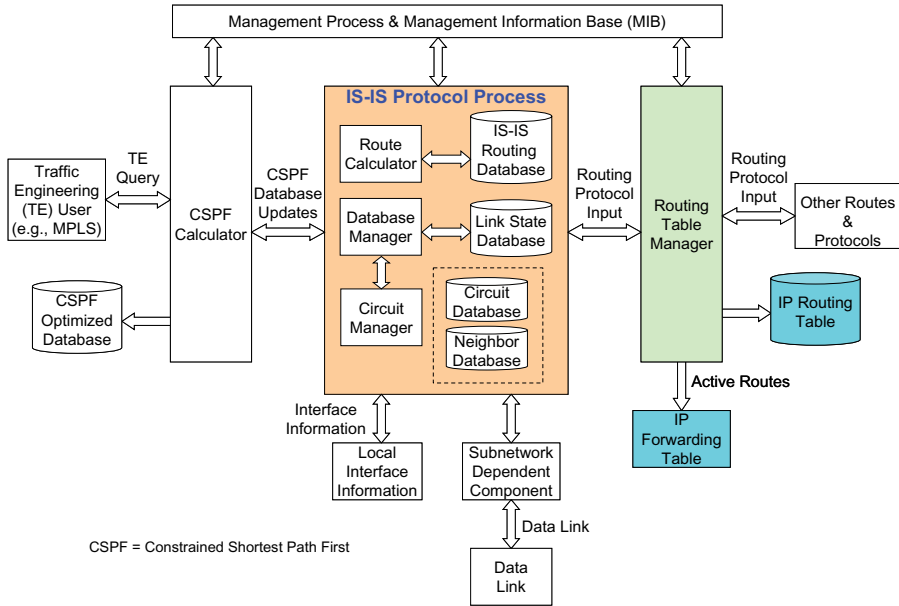 Management Process & Management Information Base (MIB)
IS-IS Protocol Process
Traffic
Engineering
(TE) User
(e.g., MPLS)
TE
Query
CSPF
Calculator
CSPF
Database
Updates
CSPF
Optimized
Database
Route
Calculator
IS-IS
Routing
Database
Database
Manager
Link State
Database
Circuit
Manager
Circuit
Database
Neighbor
Database
Routing
Protocol
Input
Routing
Table
Manager
Routing
Protocol
Input
Other Routes
&
Protocols
IP Routing
Table
Active Routes
IP
Forwarding
Table
Interface
Information
Local
Interface
Information
Subnetwork
Dependent
Component
Data Link
Data
Link
CSPF = Constrained Shortest Path First